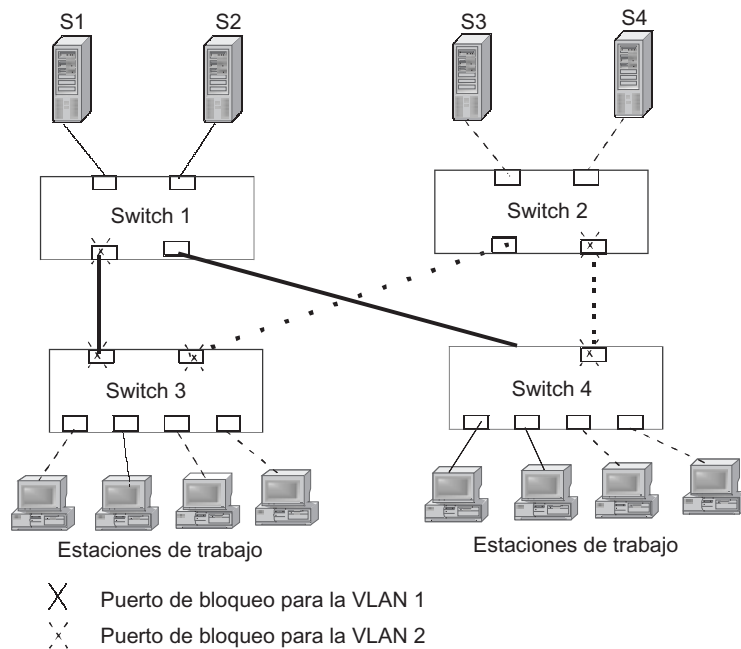 S1
S2
S3
S4
Switch 1
Switch 2
Switch 3
Switch 4
Estaciones de trabajo
Estaciones de trabajo
Puerto de bloqueo para la VLAN 1
Puerto de bloqueo para la VLAN 2